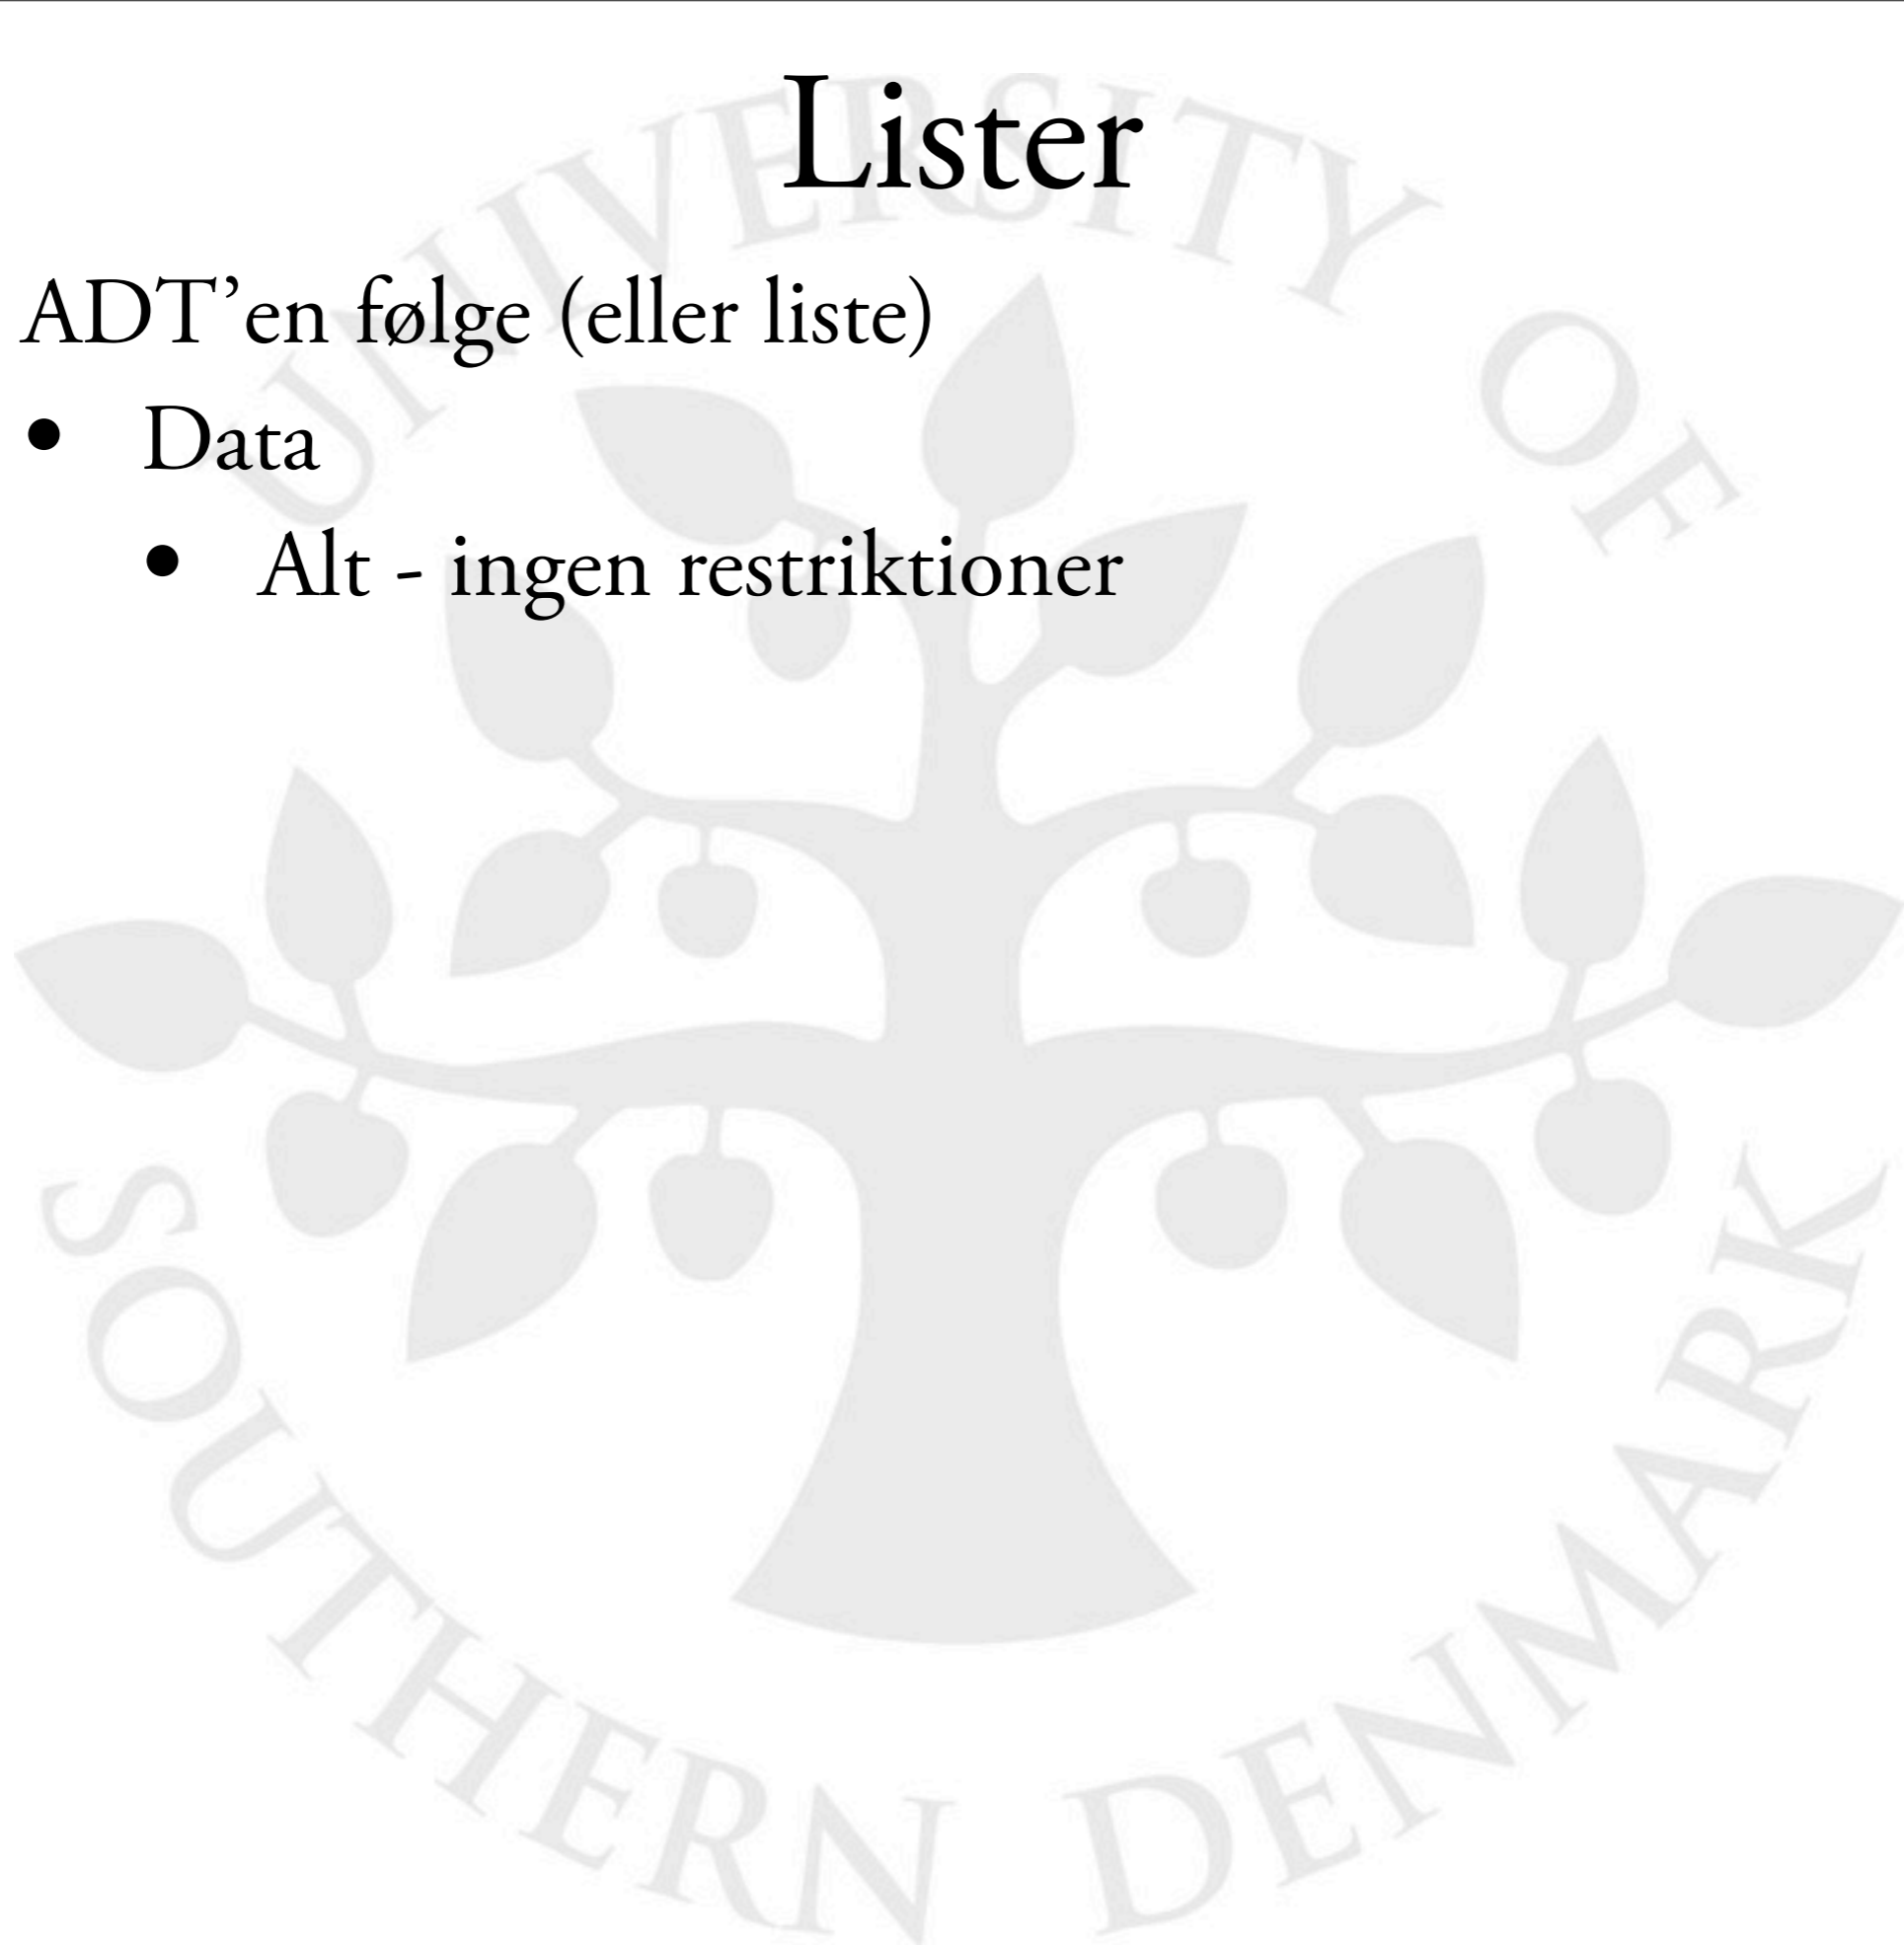 Lister
ADT’en følge (eller liste)
• Data
• Alt - ingen restriktioner
UNIVERSITY OF
SOUTHERN DENMARK